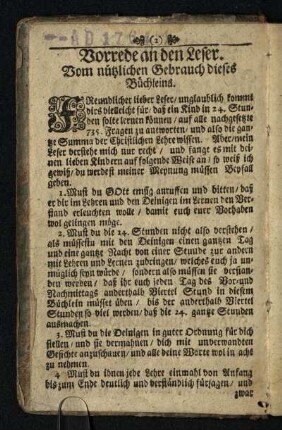 (2)
Vorrede an den Leser.
Vom nützlichen Gebrauch dieses
Büchleins.
FReundlicher lieber Leser/ unglaublich kommt
dirs vielleicht für/ daß ein Kind in 24. Stun-
den solte lernen können/ auf alle nachgesetzte
735. Fragen zu antworten/ und also die gan-
tze Summa der Christlichen Lehre wissen. Aber/ mein
Leser verstehe mich nur recht/ und fange es mit dei-
nen lieben Kindern auf folgende Weise an/ so weiß ich
gewiß/ du werdest meiner Meynung müssen Beyfall
geben.
1. Must du GOtt emsig anruffen und bitten/ daß
er dir im Lehren und den Deinigen im Lernen den Ver-
stand erleuchten wolle/ damit euch eurer Vorhaben
wol gelingen möge.
2. Must du die 24. Stunden nicht also verstehen/
als müssestu mit den Deinigen einen gantzen Tag
und eine gantze Nacht von einer Stunde zur andern
mit Lehren und Lernen zubringen/ welches euch ja un-
müglich seyn würde/ sondern also müssen sie verstan-
den werden/ daß ihr euch jeden Tag des Vor- und
Nachmittags anderthalb Viertel Stund in diesem
Büchlein müsset üben/ bis der anderthalb Viertel
Stunden so viel werden/ daß die 24. gantze Stunden
ausmachen.
3. Must du die Deinigen in guter Ordnung für dich
stellen/ und sie vermahnen/ dich mit unverwandten
Gesichte anzuschauen/ und alle deine Worte wol in acht
zu nehmen.
4. Must du ihnen jede Lehre einmahl von Anfang
bis zum Ende deutlich und verständlich fürsagen/ und
zwar